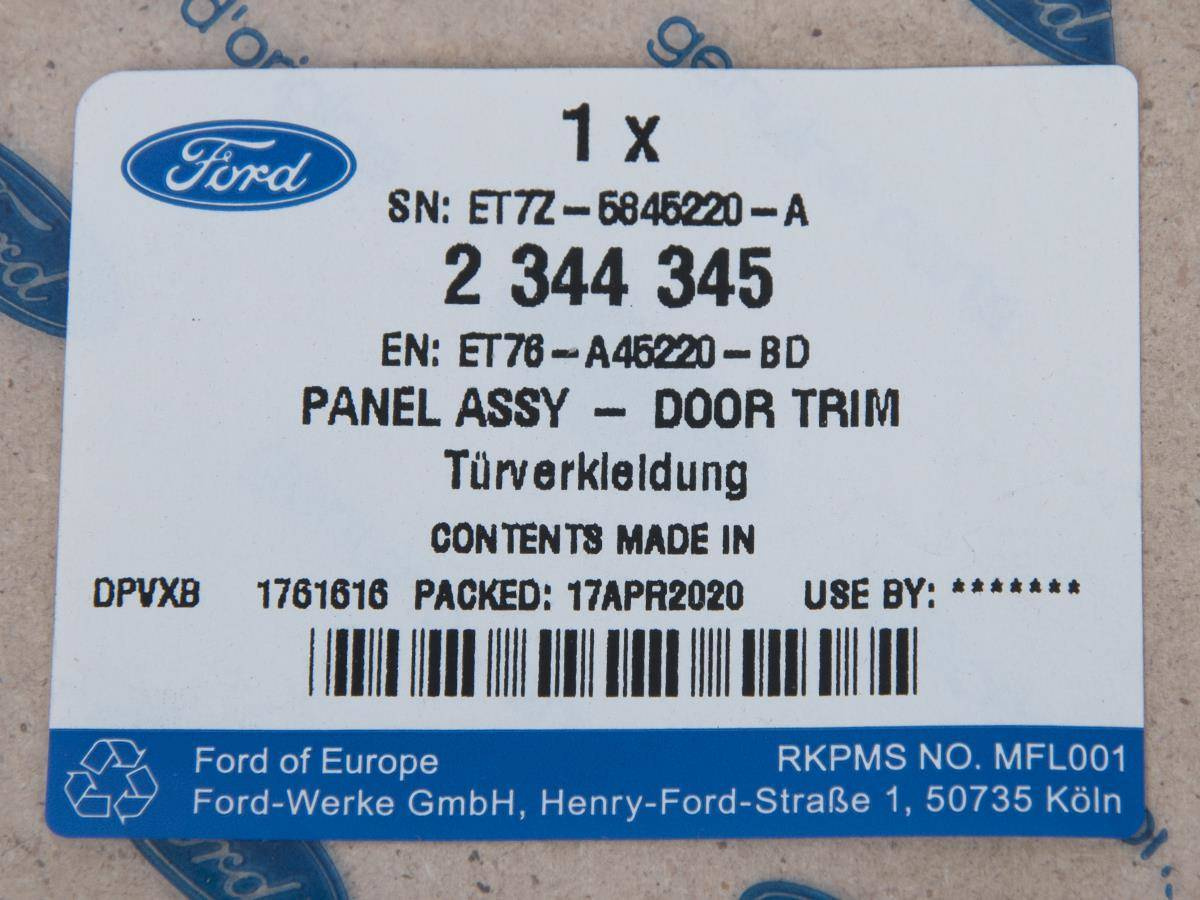 d'ori
ge
Ford
1 x
SN: ET7Z-5845220-A
2 344 345
EN: ET76-A45220-BD
PANEL ASSY - DOOR TRIM
Türverkleidung
CONTENTS MADE IN
DPVXB 1761616 PACKED: 17APR2020 USE BY: *******
Ford of Europe RKPMS NO. MFL001
Ford-Werke GmbH, Henry-Ford-Straße 1, 50735 Köln